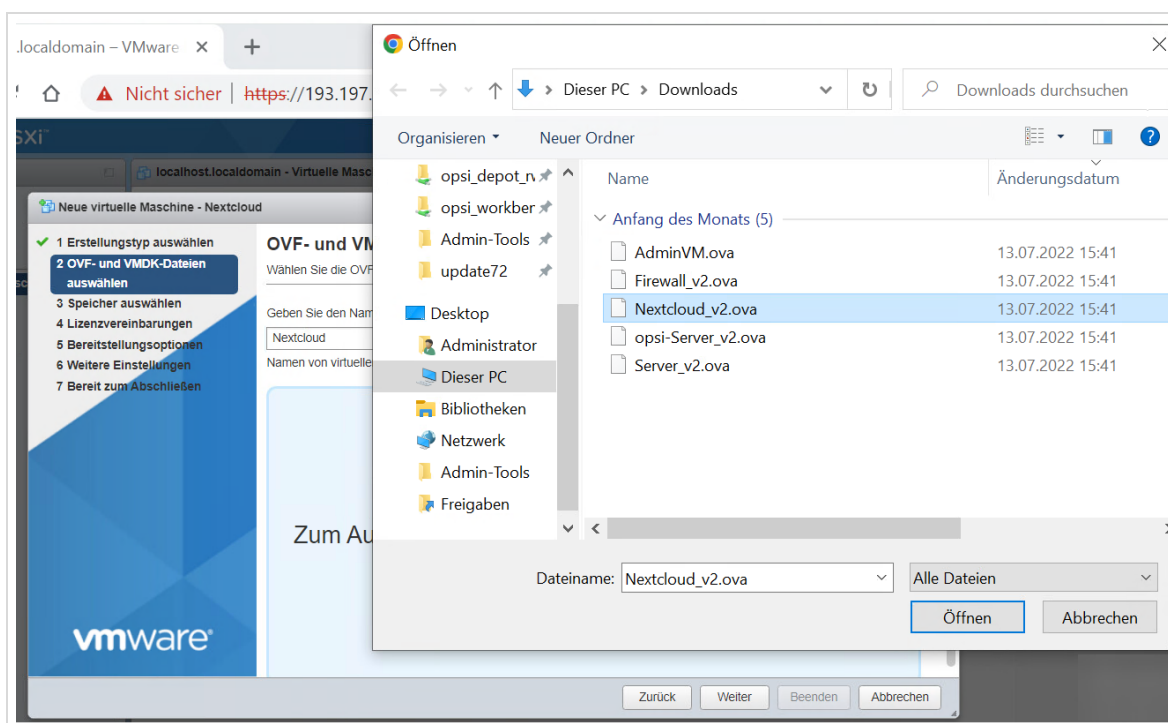 .localdomain – VMware
Nicht sicher | https://193.197.
localhost.localdomain - Virtuelle Masc
Neue virtuelle Maschine - Nextcloud
1 Erstellungstyp auswählen
2 OVF- und VMDK-Dateien
auswählen
3 Speicher auswählen
4 Lizenzvereinbarungen
5 Bereitstellungsoptionen
6 Weitere Einstellungen
7 Bereit zum Abschließen
vmware
OVF- und VM
Wählen Sie die OVF
Geben Sie den Nam
Nextcloud
Namen von virtuelle
Zum Au
Zurück
Weiter
Beenden
Abbrechen
Öffnen
Dieser PC > Downloads
Downloads durchsuchen
Organisieren
Neuer Ordner
opsi_depot_rv
opsi_workber
Admin-Tools
update72
Desktop
Administrator
Dieser PC
Bibliotheken
Netzwerk
Admin-Tools
Freigaben
Name Änderungsdatum
Anfang des Monats (5)
AdminVM.ova 13.07.2022 15:41
Firewall_v2.ova 13.07.2022 15:41
Nextcloud_v2.ova 13.07.2022 15:41
opsi-Server_v2.ova 13.07.2022 15:41
Server_v2.ova 13.07.2022 15:41
Dateiname: Nextcloud_v2.ova
Alle Dateien
Öffnen
Abbrechen